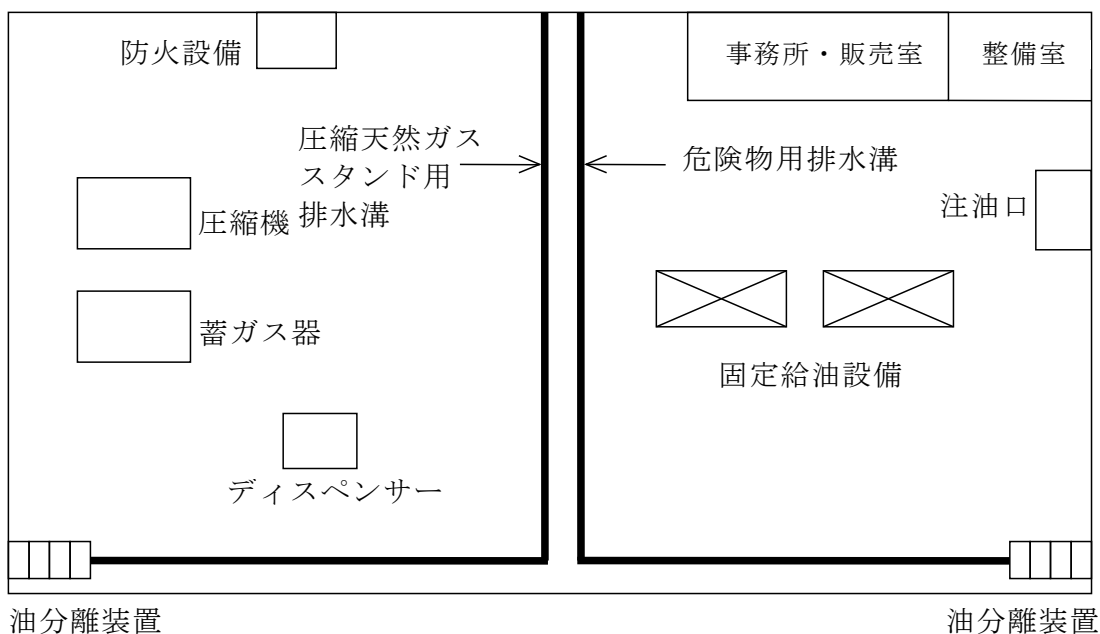 防火設備
事務所・販売室
整備室
圧縮天然ガス
スタンド用
排水溝
危険物用排水溝
注油口
圧縮機
蓄ガス器
固定給油設備
ディスペンサー
油分離装置
油分離装置